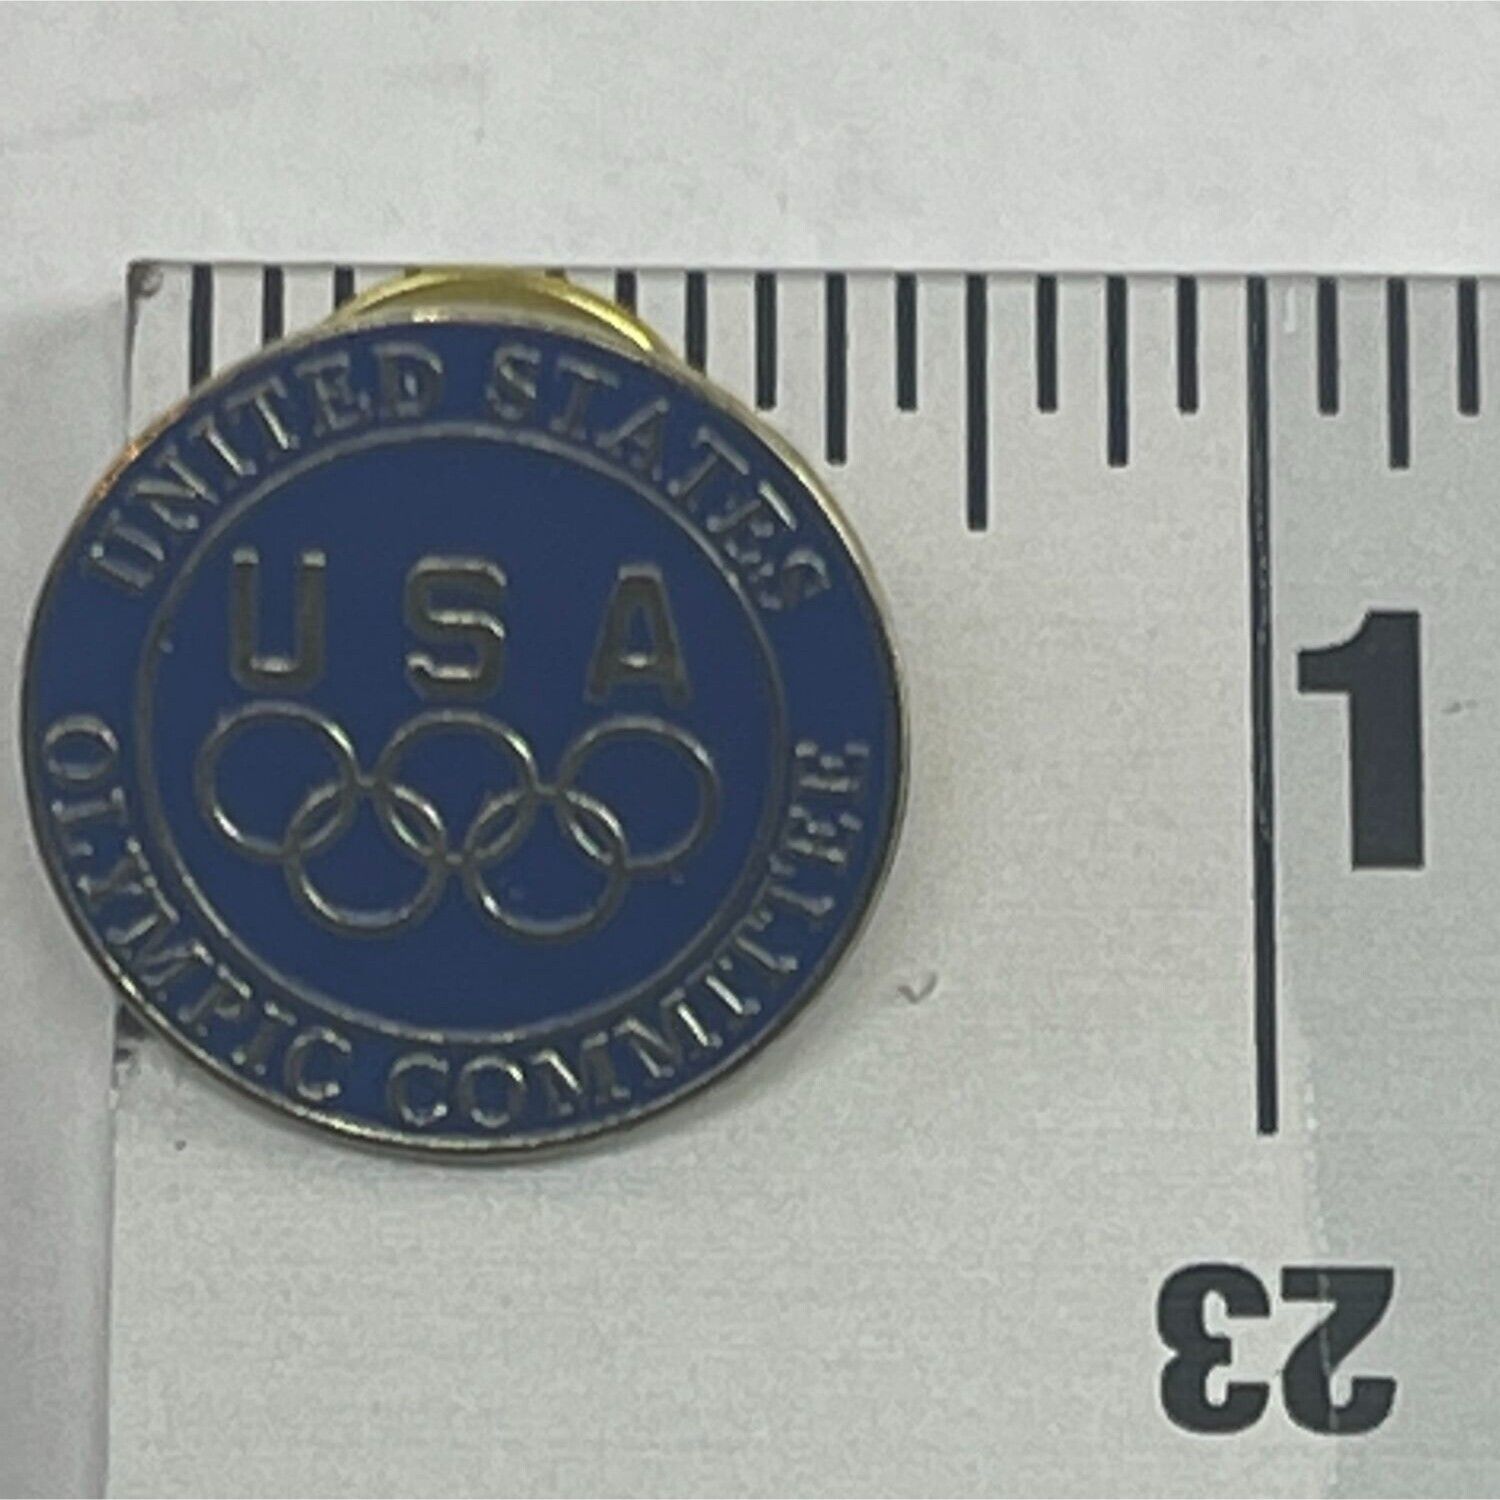 UNITED STATES
USA
OLYMPIC COMMITTEE
1
23